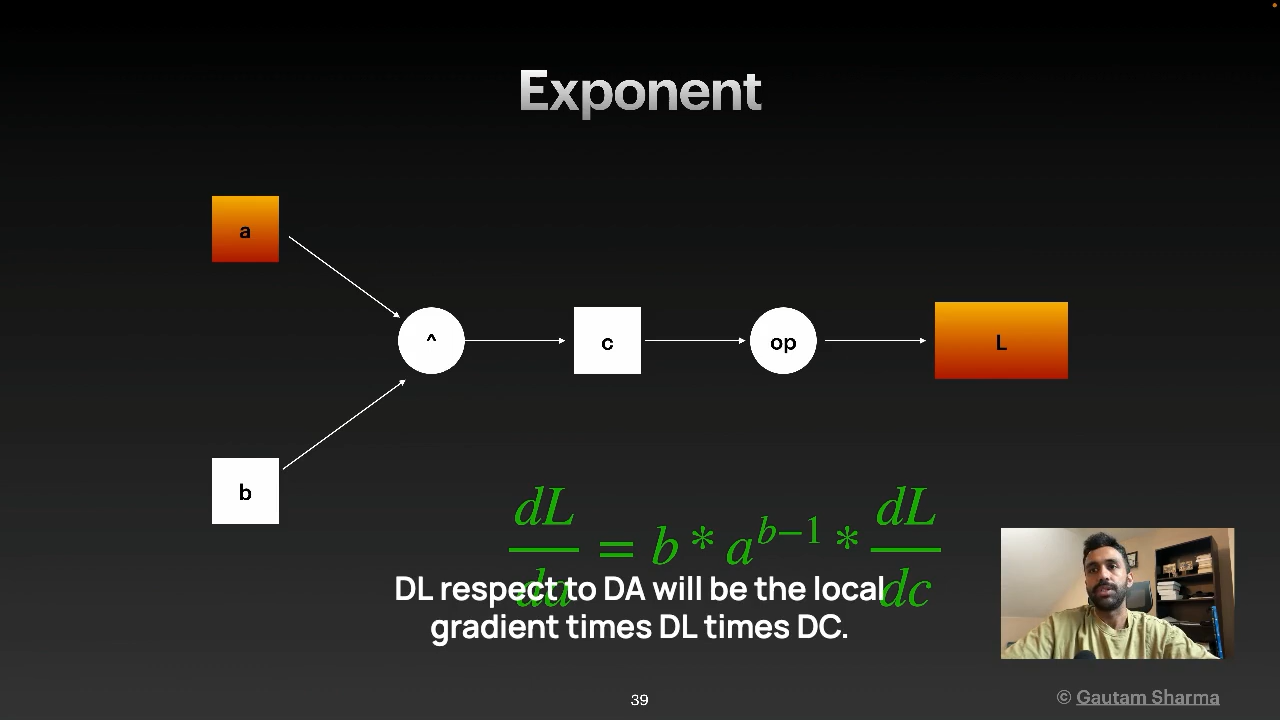 Exponent
a
^
c
op
L
b
dL/da = b * a^{b−1} * dL/dc
DL respect to DA will be the local
gradient times DL times DC.
39
© Gautam Sharma